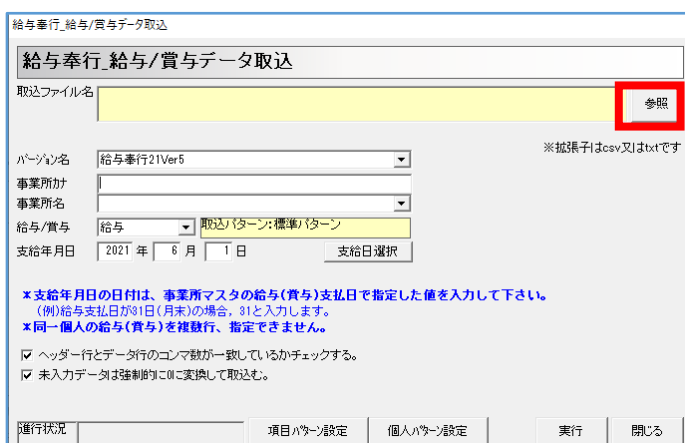 給与奉行_給与/賞与データ取込
給与奉行_給与/賞与データ取込
取込ファイル名
参照
※拡張子はcsv又はtxtです
バージョン名 給与奉行21Ver5
事業所カナ
事業所名
給与/賞与 給与 取込パターン:標準パターン
支給年月日 2021 年 6 月 1 日 支給日選択
*支給年月日の日付は、事業所マスタの給与(賞与)支払日で指定した値を入力して下さい。
(例)給与支払日が31日(月末)の場合, 31と入力します。
*同一個人の給与(賞与)を複数行、指定できません。
ヘッダー行とデータ行のコンマ数が一致しているかチェックする。
未入力データは強制的に0に変換して取込む。
進行状況 項目パターン設定 個人パターン設定 実行 閉じる